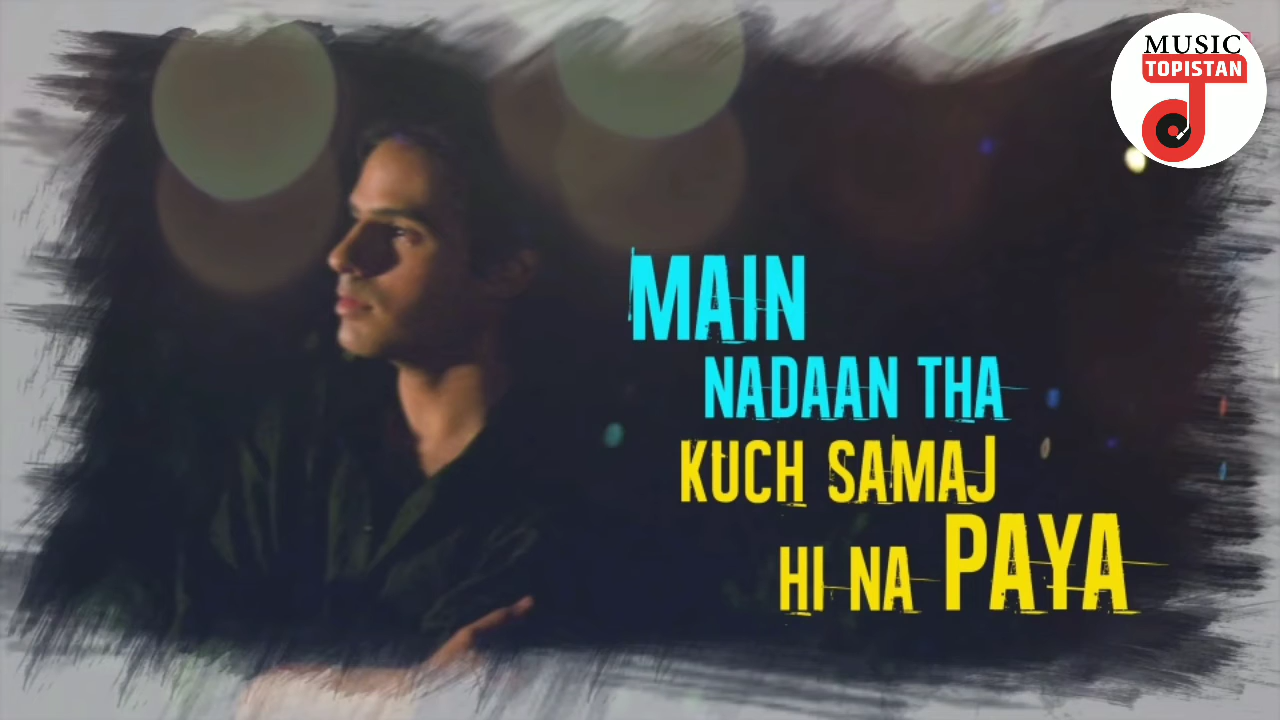 MUSIC
TOPISTAN
MAIN
NADAAN THA
KUCH SAMAJ
HI NA PAYA